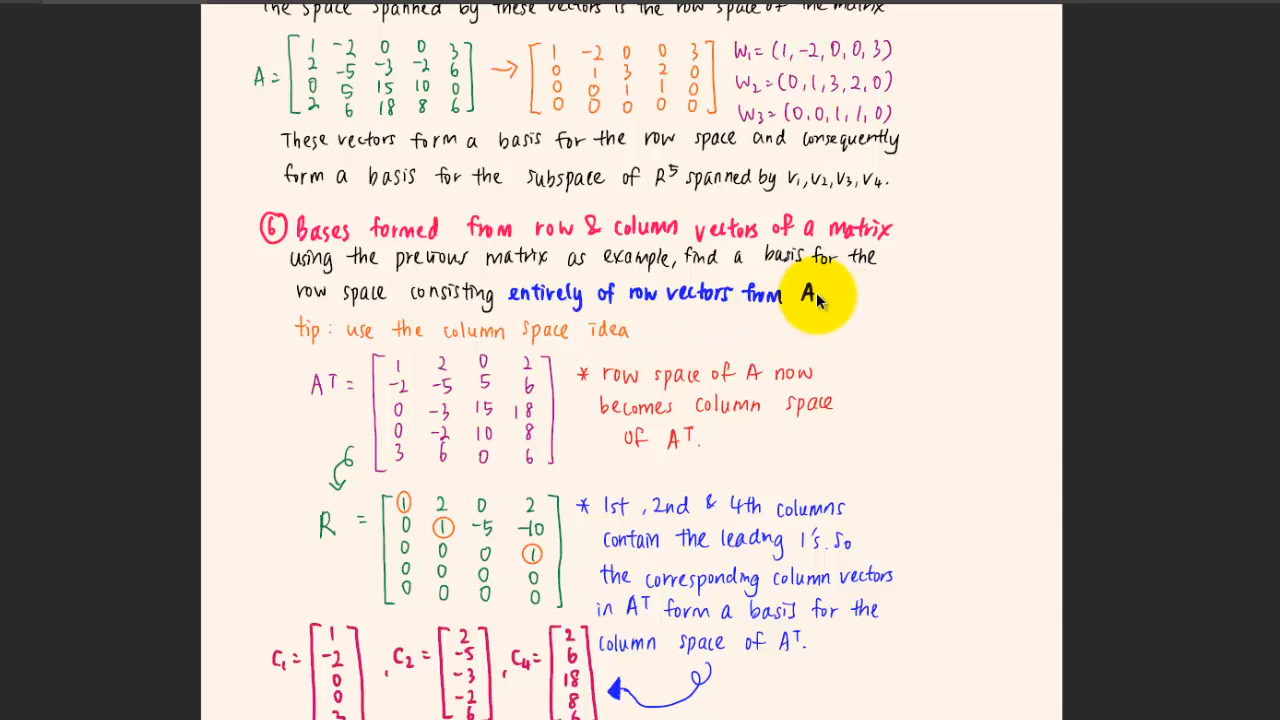 the space spanned by these vectors is the row space of the matrix
A = [1 -2 0 0 3; 2 -5 -3 -2 6; 0 5 15 10 0; 2 6 18 8 6] → [1 -2 0 0 3; 0 1 3 2 0; 0 0 1 1 0; 0 0 0 0 0]
W₁ = (1, -2, 0, 0, 3)
W₂ = (0, 1, 3, 2, 0)
W₃ = (0, 0, 1, 1, 0)
These vectors form a basis for the row space and consequently
form a basis for the subspace of R⁵ spanned by v₁, v₂, v₃, v₄.
⑥ Bases formed from row & column vectors of a matrix
using the previous matrix as example, find a basis for the
row space consisting entirely of row vectors from A.
tip: use the column space idea
AT = [1 2 0 2; -2 -5 5 6; 0 -3 15 18; 0 -2 10 8; 3 6 0 6]
* row space of A now
becomes column space
of Aᵀ.
R = [1 2 0 2; 0 1 -5 -10; 0 0 0 1; 0 0 0 0; 0 0 0 0]
* 1st, 2nd & 4th columns
contain the leading 1's. So
the corresponding column vectors
in Aᵀ form a basis for the
column space of Aᵀ.
C₁ = [1; -2; 0; 0; 3], C₂ = [2; -5; -3; -2; 6], C₄ = [2; 6; 18; 8; 6]